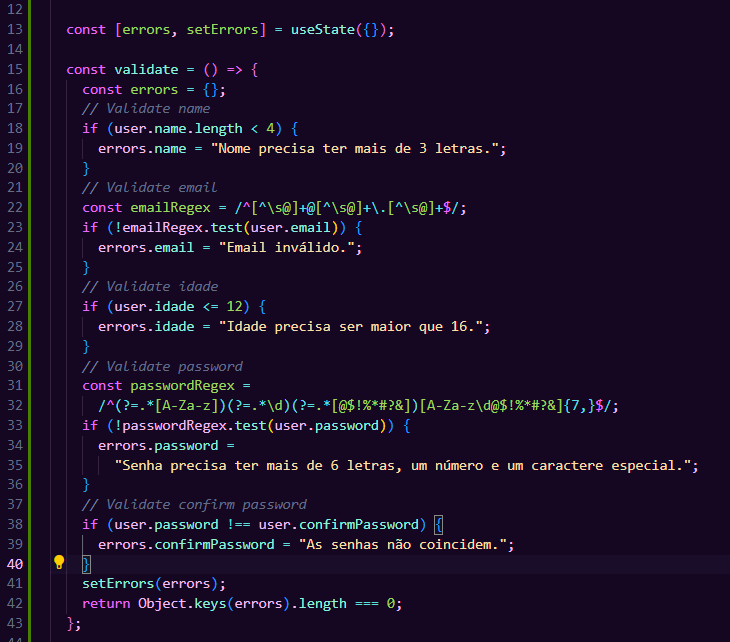 12
13 const [errors, setErrors] = useState({});
14
15 const validate = () => {
16 const errors = {};
17 // Validate name
18 if (user.name.length < 4) {
19 errors.name = "Nome precisa ter mais de 3 letras.";
20 }
21 // Validate email
22 const emailRegex = /^[^\s@]+@[^\s@]+\.[^\s@]+$/;
23 if (!emailRegex.test(user.email)) {
24 errors.email = "Email inválido.";
25 }
26 // Validate idade
27 if (user.idade <= 12) {
28 errors.idade = "Idade precisa ser maior que 16.";
29 }
30 // Validate password
31 const passwordRegex =
32 /^(?=.*[A-Za-z])(?=.*\d)(?=.*[@$!%*#?&])[A-Za-z\d@$!%*#?&]{7,}$/;
33 if (!passwordRegex.test(user.password)) {
34 errors.password =
35 "Senha precisa ter mais de 6 letras, um número e um caractere especial.";
36 }
37 // Validate confirm password
38 if (user.password !== user.confirmPassword) {
39 errors.confirmPassword = "As senhas não coincidem.";
40 }
41 setErrors(errors);
42 return Object.keys(errors).length === 0;
43 };